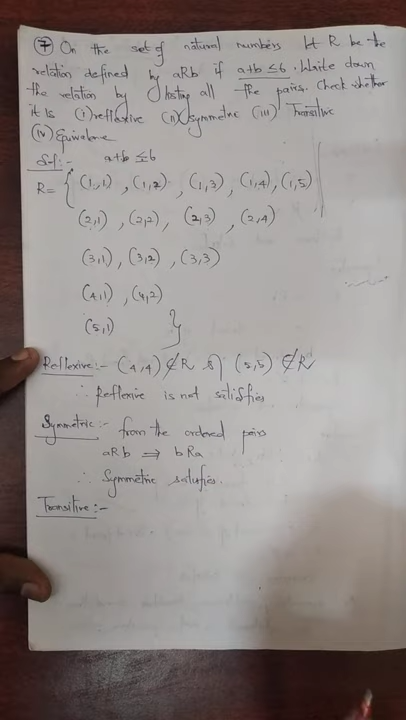 ⑦ On the set of natural numbers let R be the
relation defined by aRb if a+b ≤ 6. Write down
the relation by listing all the pairs. Check whether
it is (i) reflexive (ii) symmetric (iii) Transitive
(iv) Equivalence
Sol:- a+b ≤ 6
R = { (1,1), (1,2), (1,3), (1,4), (1,5)
(2,1), (2,2), (2,3), (2,4)
(3,1), (3,2), (3,3)
(4,1), (4,2)
(5,1) }
Reflexive:- (4,4) ∉ R (5,5) ∉ R
∴ Reflexive is not satisfies
Symmetric:- from the ordered pairs
aRb ⇒ bRa
∴ Symmetric satisfies.
Transitive:-